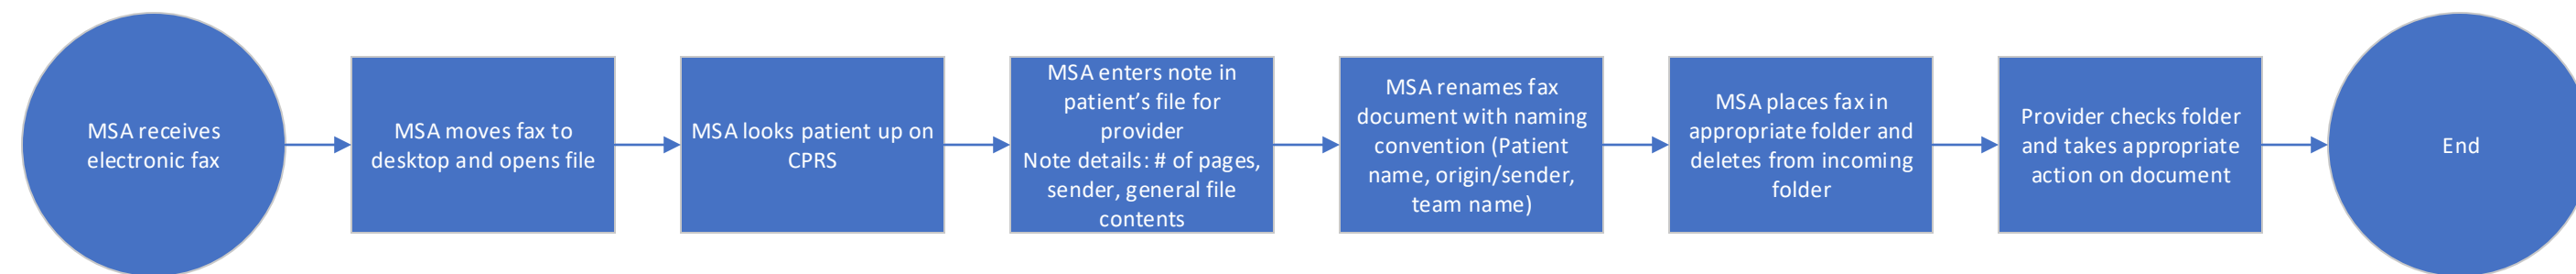 MSA receives
electronic fax
MSA moves fax to
desktop and opens file
MSA looks patient up on
CPRS
MSA enters note in
patient’s file for
provider
Note details: # of pages,
sender, general file
contents
MSA renames fax
document with naming
convention (Patient
name, origin/sender,
team name)
MSA places fax in
appropriate folder and
deletes from incoming
folder
Provider checks folder
and takes appropriate
action on document
End